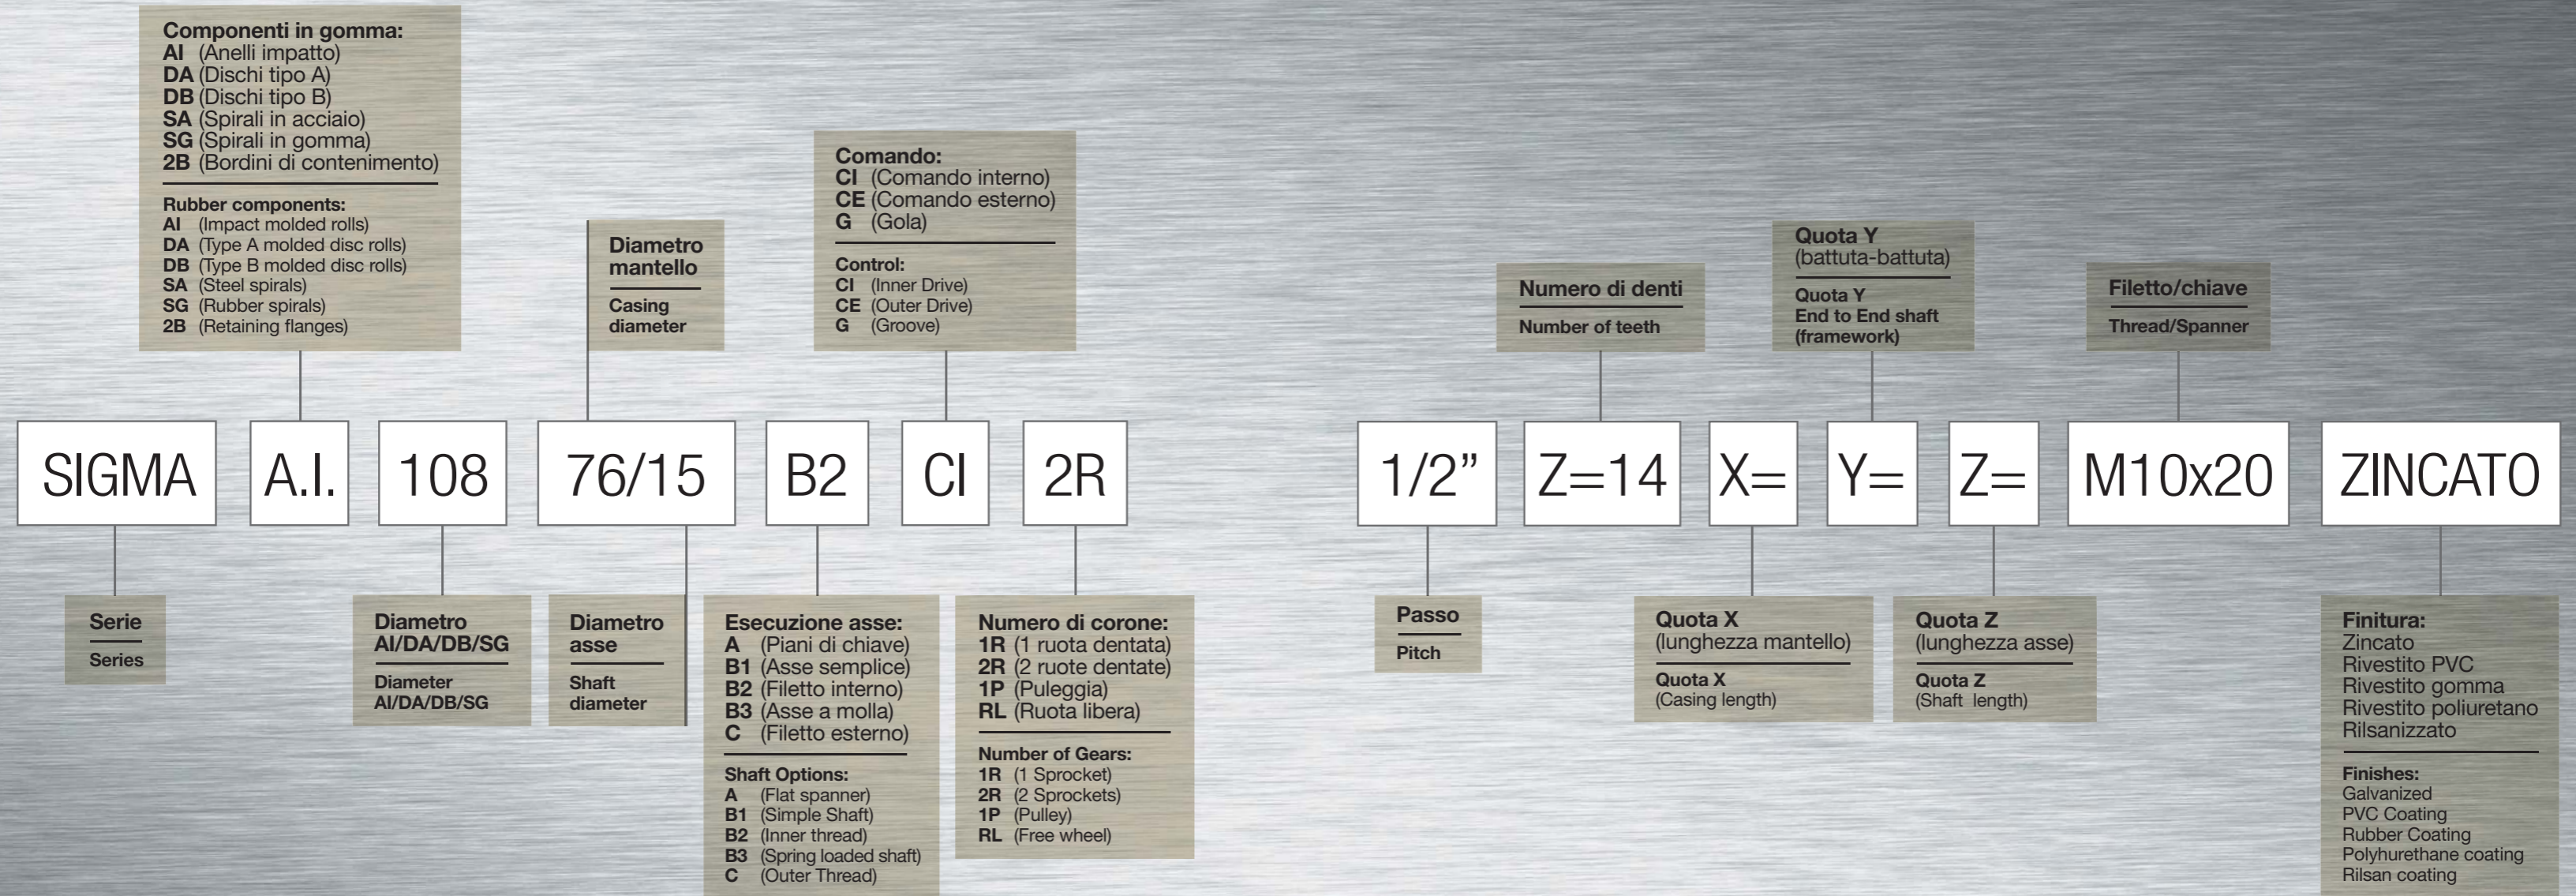 Componenti in gomma:
AI (Anelli impatto)
DA (Dischi tipo A)
DB (Dischi tipo B)
SA (Spirali in acciaio)
SG (Spirali in gomma)
2B (Bordini di contenimento)
Rubber components:
AI (Impact molded rolls)
DA (Type A molded disc rolls)
DB (Type B molded disc rolls)
SA (Steel spirals)
SG (Rubber spirals)
2B (Retaining flanges)
Diametro
mantello
Casing
diameter
Comando:
CI (Comando interno)
CE (Comando esterno)
G (Gola)
Control:
CI (Inner Drive)
CE (Outer Drive)
G (Groove)
Numero di denti
Number of teeth
Quota Y
(battuta-battuta)
Quota Y
End to End shaft
(framework)
Filetto/chiave
Thread/Spanner
SIGMA A.I. 108 76/15 B2 CI 2R 1/2” Z=14 X= Y= Z= M10x20 ZINCATO
Serie
Series
Diametro
AI/DA/DB/SG
Diameter
AI/DA/DB/SG
Diametro
asse
Shaft
diameter
Esecuzione asse:
A (Piani di chiave)
B1 (Asse semplice)
B2 (Filetto interno)
B3 (Asse a molla)
C (Filetto esterno)
Shaft Options:
A (Flat spanner)
B1 (Simple Shaft)
B2 (Inner thread)
B3 (Spring loaded shaft)
C (Outer Thread)
Numero di corone:
1R (1 ruota dentata)
2R (2 ruote dentate)
1P (Puleggia)
RL (Ruota libera)
Number of Gears:
1R (1 Sprocket)
2R (2 Sprockets)
1P (Pulley)
RL (Free wheel)
Passo
Pitch
Quota X
(lunghezza mantello)
Quota X
(Casing length)
Quota Z
(lunghezza asse)
Quota Z
(Shaft length)
Finitura:
Zincato
Rivestito PVC
Rivestito gomma
Rivestito poliuretano
Rilsanizzato
Finishes:
Galvanized
PVC Coating
Rubber Coating
Polyhurethane coating
Rilsan coating